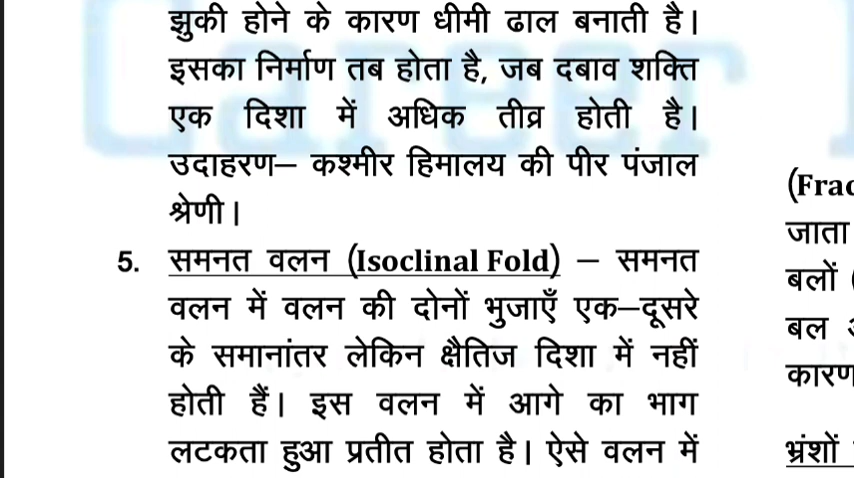 झुकी होने के कारण धीमी ढाल बनाती है।
इसका निर्माण तब होता है, जब दबाव शक्ति
एक दिशा में अधिक तीव्र होती है।
उदाहरण– कश्मीर हिमालय की पीर पंजाल
श्रेणी।
5. समनत वलन (Isoclinal Fold) – समनत
वलन में वलन की दोनों भुजाएँ एक–दूसरे
के समानांतर लेकिन क्षैतिज दिशा में नहीं
होती हैं। इस वलन में आगे का भाग
लटकता हुआ प्रतीत होता है। ऐसे वलन में
जाता
बलों
बल
कारण
भ्रंशों